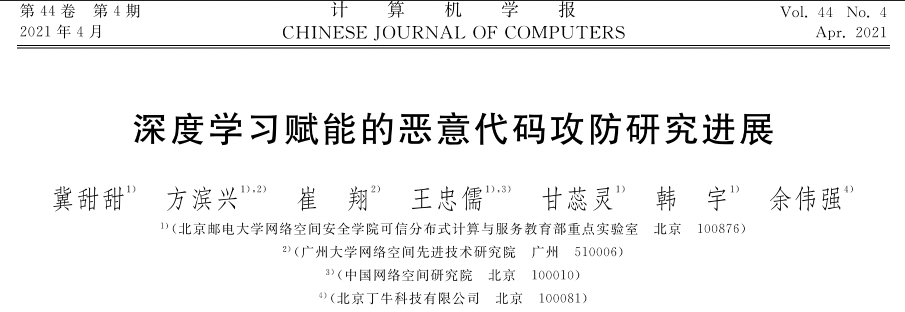 第44卷 第4期 计算机学报 Vol. 44 No. 4
2021年4月 CHINESE JOURNAL OF COMPUTERS Apr. 2021
深度学习赋能的恶意代码攻防研究进展
冀甜甜1) 方滨兴1),2) 崔 翔2) 王忠儒1),3) 甘蕊灵1) 韩 宇1) 余伟强4)
1)(北京邮电大学网络空间安全学院可信分布式计算与服务教育部重点实验室 北京 100876)
2)(广州大学网络空间先进技术研究院 广州 510006)
3)(中国网络空间研究院 北京 100010)
4)(北京丁牛科技有限公司 北京 100081)